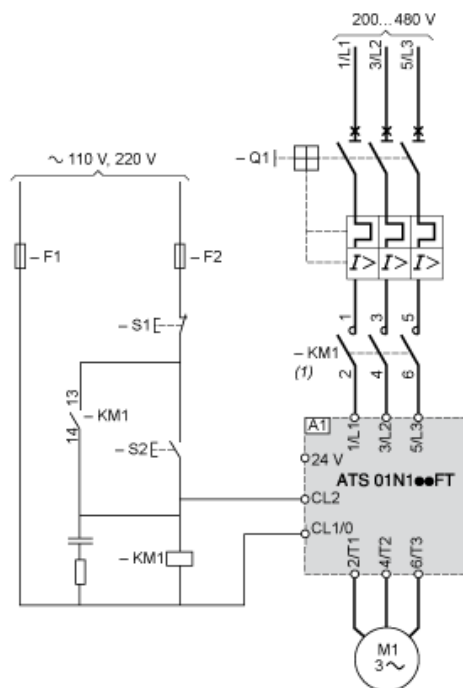 200... 480 V
1/L1 3/L2 5/L3
– Q1
~ 110 V, 220 V
– F1 – F2
I> I> I>
– S1
1 3 5
– KM1
(1)
2 4 6
13
– KM1
14
– S2
A1
1/L1 3/L2 5/L3
24 V
ATS 01N1●●FT
CL2
CL1/0
– KM1
2/T1 4/T2 6/T3
M1
3 ~